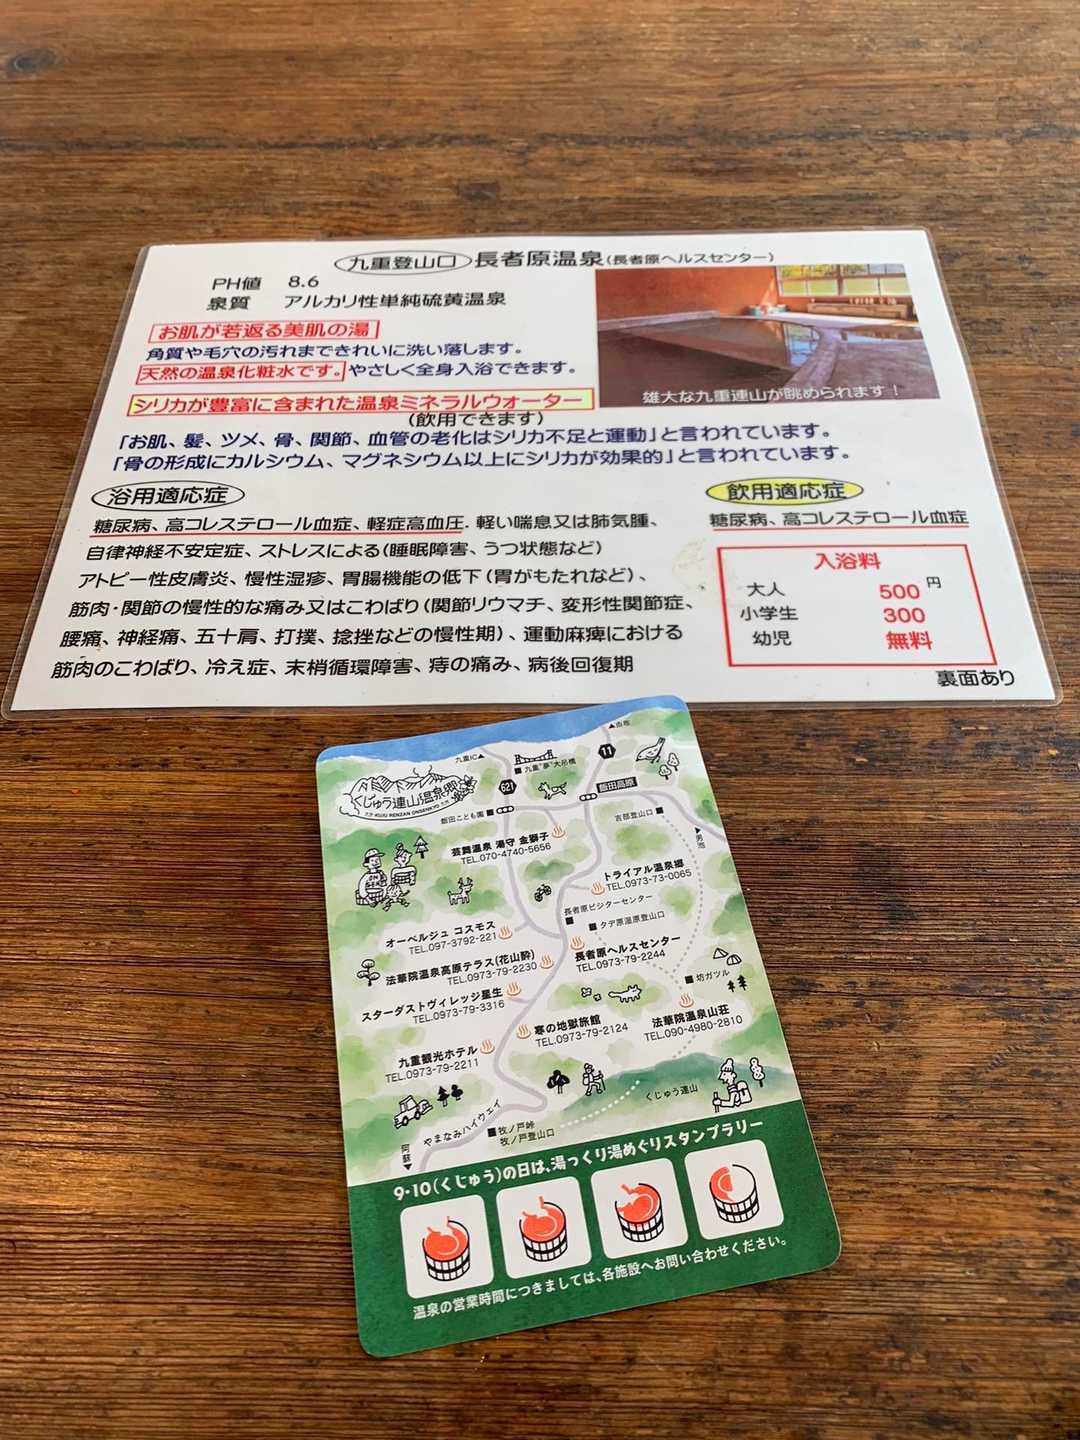 九重登山口 長者原温泉(長者原ヘルスセンター)
PH値 8.6
泉質 アルカリ性単純硫黄温泉
お肌が若返る美肌の湯
角質や毛穴の汚れまできれいに洗い落します。
天然の温泉化粧水です。やさしく全身入浴できます。
シリカが豊富に含まれた温泉ミネラルウォーター
(飲用できます)
雄大な九重連山が眺められます!
「お肌、髪、ツメ、骨、関節、血管の老化はシリカ不足と運動」と言われています。
「骨の形成にカルシウム、マグネシウム以上にシリカが効果的」と言われています。
浴用適応症
糖尿病、高コレステロール血症、軽症高血圧. 軽い喘息又は肺気腫、
自律神経不安定症、ストレスによる(睡眠障害、うつ状態など)
アトピー性皮膚炎、慢性湿疹、胃腸機能の低下(胃がもたれなど)、
筋肉・関節の慢性的な痛み又はこわばり(関節リウマチ、変形性関節症、
腰痛、神経痛、五十肩、打撲、捻挫などの慢性期)、運動麻痺における
筋肉のこわばり、冷え症、末梢循環障害、痔の痛み、病後回復期
飲用適応症
糖尿病、高コレステロール血症
入浴料
大人 500円
小学生 300
幼児 無料
裏面あり
▲由布
九重IC▲
九重"夢"大吊橋
11
621
くじゅう連山温泉郷
KUJU RENZAN ONSENKYO
飯田高原
飯田こども園
吉部登山口
▲男池
芸舞温泉 湯守 金獅子
TEL.070-4740-5656
トライアル温泉郷
TEL.0973-73-0065
長者原ビジターセンター
タデ原湿原登山口
オーベルジュ コスモス
TEL.097-3792-221
長者原ヘルスセンター
TEL.0973-79-2244
法華院温泉高原テラス(花山酔)
TEL.0973-79-2230
坊ガツル
スターダストヴィレッジ星生
TEL.0973-79-3316
法華院温泉山荘
TEL.090-4980-2810
寒の地獄旅館
TEL.0973-79-2124
九重観光ホテル
TEL.0973-79-2211
くじゅう連山
やまなみハイウェイ
牧ノ戸峠
牧ノ戸登山口
阿蘇▼
9・10(くじゅう)の日は、湯っくり湯めぐりスタンプラリー
温泉の営業時間につきましては、各施設へお問い合わせください。